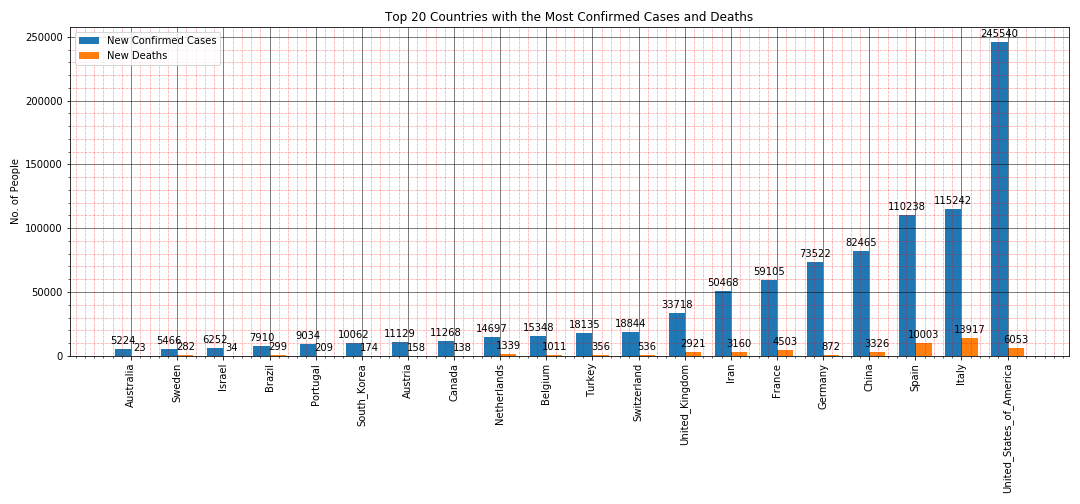 Top 20 Countries with the Most Confirmed Cases and Deaths
New Confirmed Cases
New Deaths
No. of People
250000
200000
150000
100000
50000
0
5224 23
5466 282
6252 34
7910 299
9034 209
10062 174
11129 158
11268 138
14697 1339
15348 1011
18135 356
18844 536
33718 2921
50468 3160
59105 4503
73522 872
82465 3326
110238 10003
115242 13917
245540 6053
Australia
Sweden
Israel
Brazil
Portugal
South_Korea
Austria
Canada
Netherlands
Belgium
Turkey
Switzerland
United_Kingdom
Iran
France
Germany
China
Spain
Italy
United_States_of_America